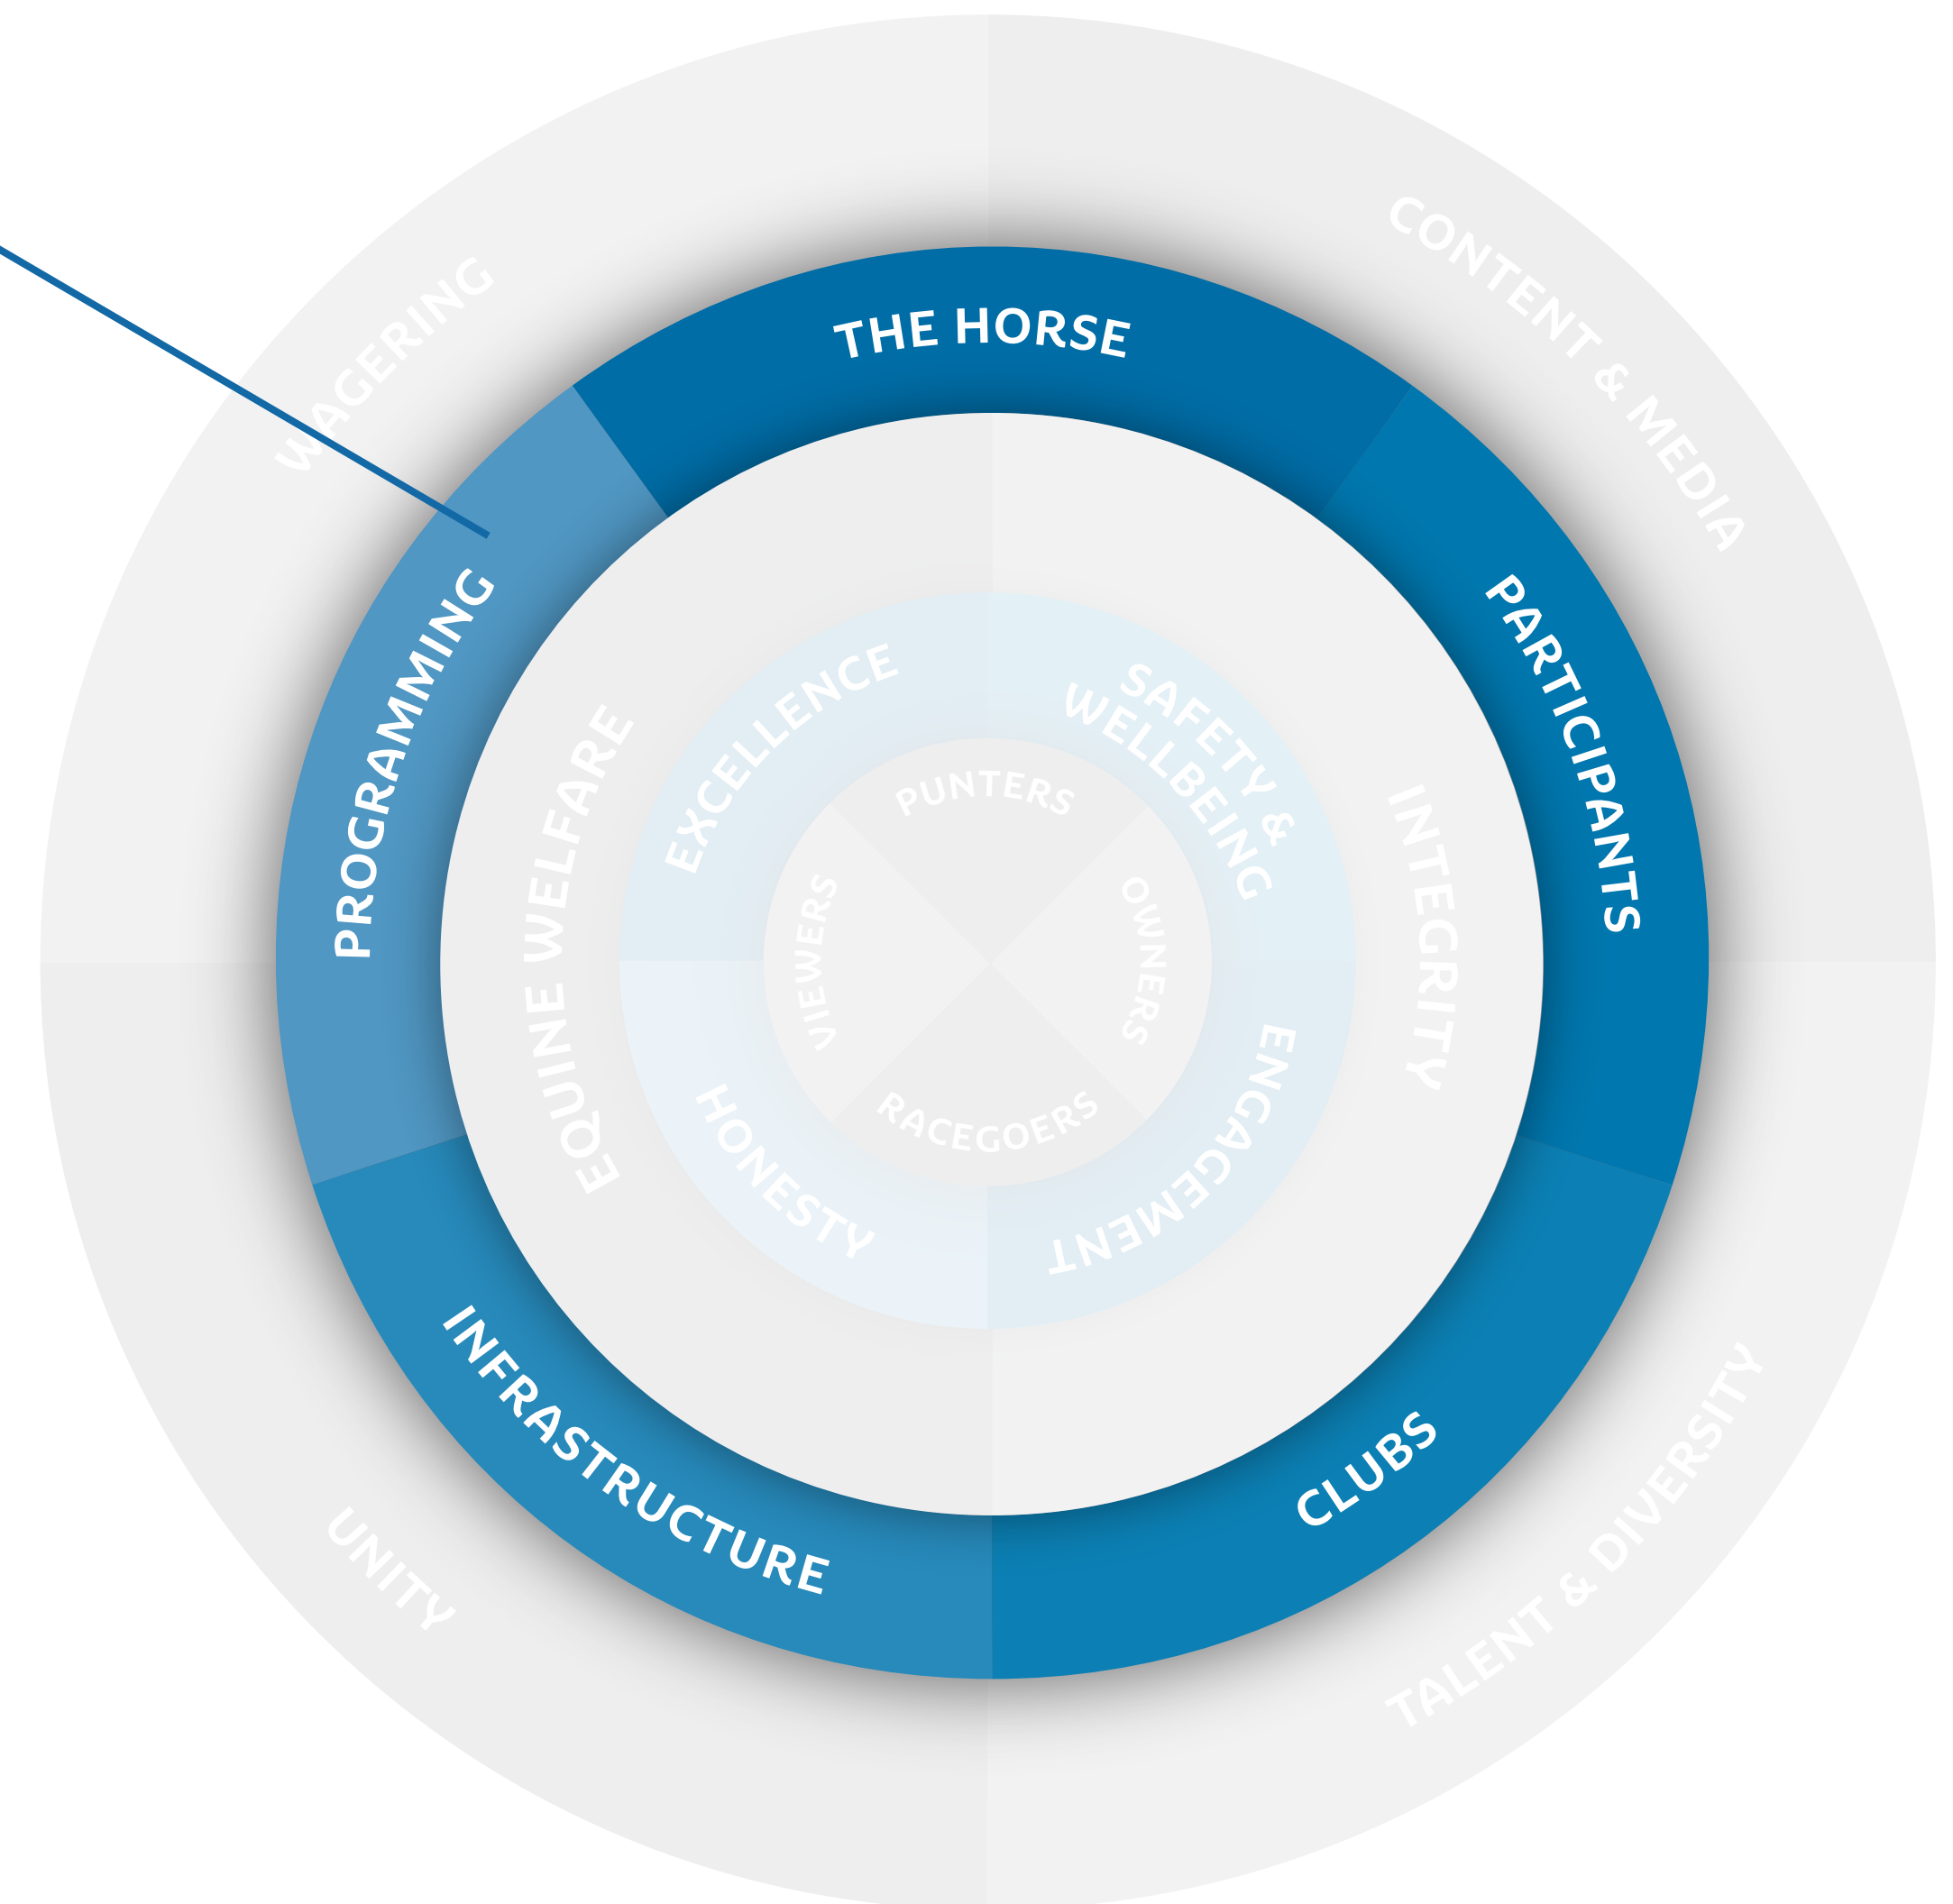 WAGERING
CONTENT & MEDIA
THE HORSE
PROGRAMMING
PARTICIPANTS
EQUINE WELFARE
INTEGRITY
EXCELLENCE
SAFETY &
WELLBEING
PUNTERS
VIEWERS
OWNERS
RACEGOERS
HONESTY
ENGAGEMENT
INFRASTRUCTURE
CLUBS
UNITY
TALENT & DIVERSITY